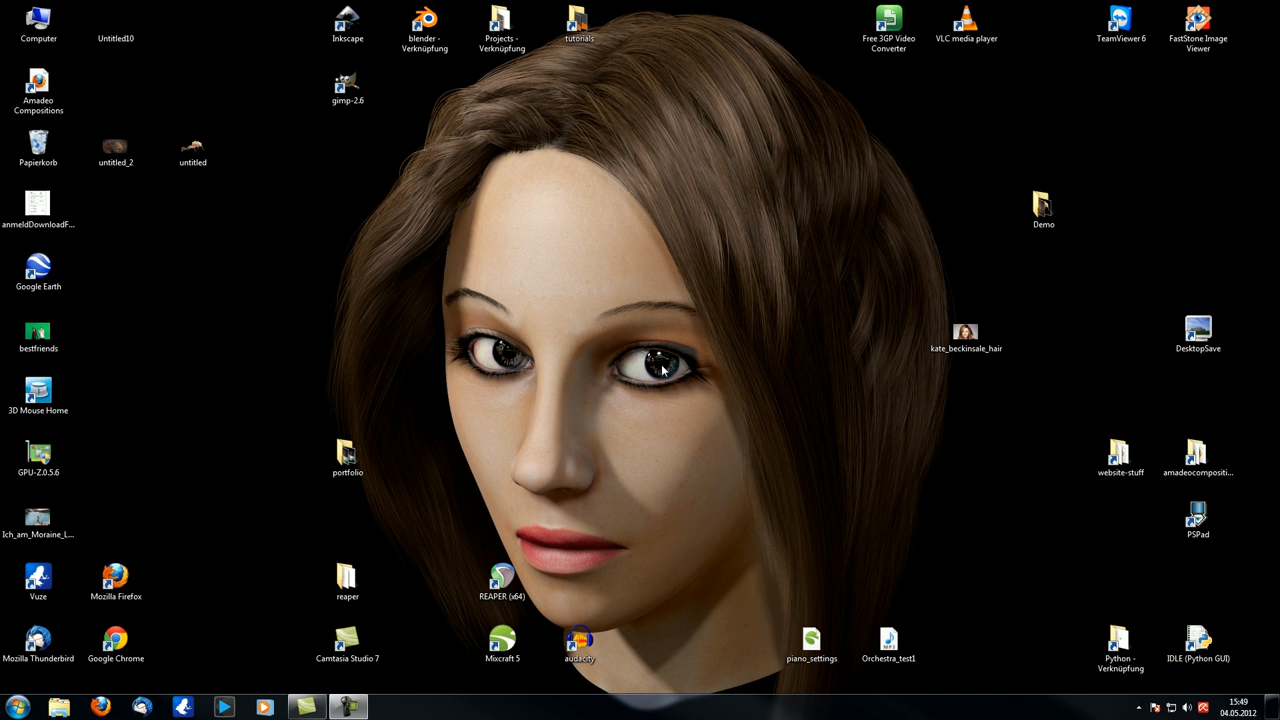 Computer
Untitled10
Inkscape
blender -
Verknüpfung
Projects -
Verknüpfung
tutorials
Free 3GP Video
Converter
VLC media player
TeamViewer 6
FastStone Image
Viewer
Amadeo
Compositions
gimp-2.6
Papierkorb
untitled_2
untitled
anmeldDownloadF...
Demo
Google Earth
bestfriends
kate_beckinsale_hair
DesktopSave
3D Mouse Home
GPU-Z.0.5.6
portfolio
website-stuff
amadeocompositi...
Ich_am_Moraine_L...
PSPad
Vuze
Mozilla Firefox
reaper
REAPER (x64)
Mozilla Thunderbird
Google Chrome
Camtasia Studio 7
Mixcraft 5
audacity
piano_settings
Orchestra_test1
Python -
Verknüpfung
IDLE (Python GUI)
15:49
04.05.2012